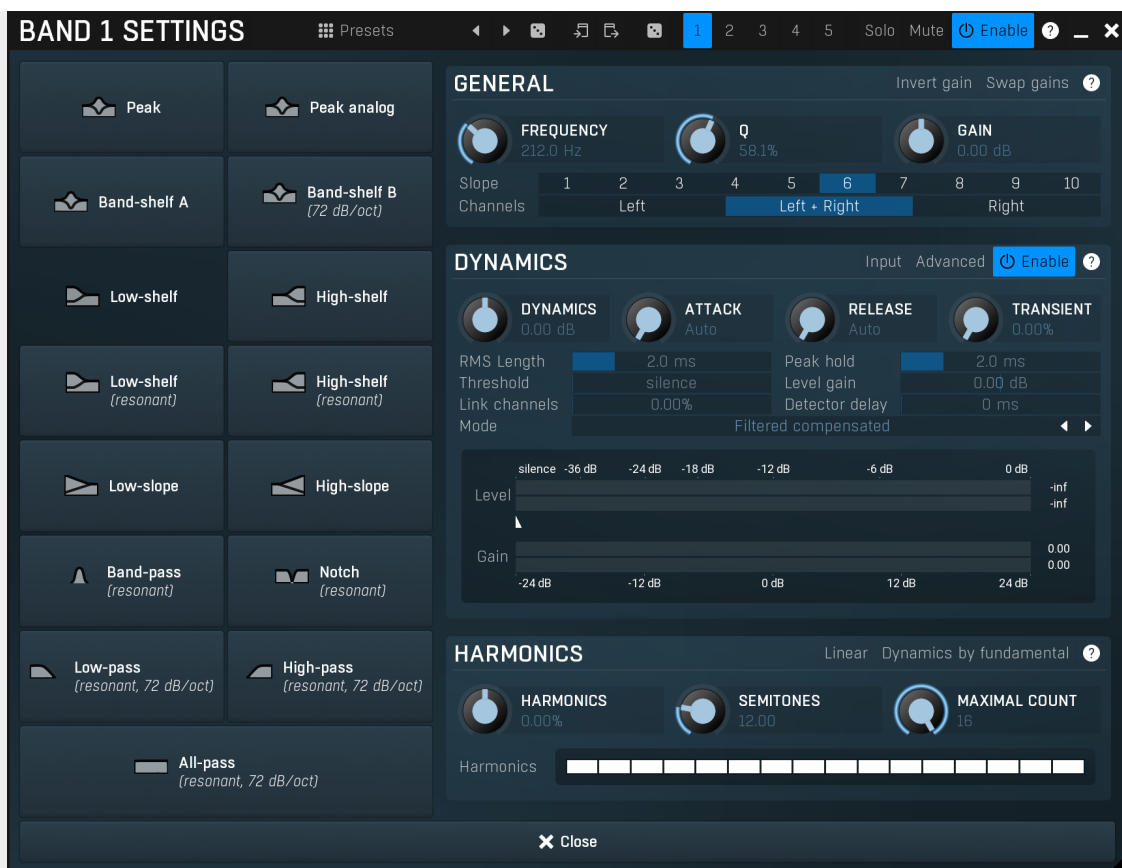 BAND 1 SETTINGS
Presets
1 2 3 4 5
Solo Mute Enable ?
Peak
Peak analog
Band-shelf A
Band-shelf B
(72 dB/oct)
Low-shelf
High-shelf
Low-shelf
(resonant)
High-shelf
(resonant)
Low-slope
High-slope
Band-pass
(resonant)
Notch
(resonant)
Low-pass
(resonant, 72 dB/oct)
High-pass
(resonant, 72 dB/oct)
All-pass
(resonant, 72 dB/oct)
GENERAL
Invert gain Swap gains ?
FREQUENCY
212.0 Hz
Q
58.1%
GAIN
0.00 dB
Slope 1 2 3 4 5 6 7 8 9 10
Channels Left Left + Right Right
DYNAMICS
Input Advanced Enable ?
DYNAMICS
0.00 dB
ATTACK
Auto
RELEASE
Auto
TRANSIENT
0.00%
RMS Length 2.0 ms
Peak hold 2.0 ms
Threshold silence
Level gain 0.00 dB
Link channels 0.00%
Detector delay 0 ms
Mode Filtered compensated
silence -36 dB -24 dB -18 dB -12 dB -6 dB 0 dB
Level
-inf
-inf
Gain
0.00
0.00
-24 dB -12 dB 0 dB 12 dB 24 dB
HARMONICS
Linear Dynamics by fundamental ?
HARMONICS
0.00%
SEMITONES
12.00
MAXIMAL COUNT
16
Harmonics
Close